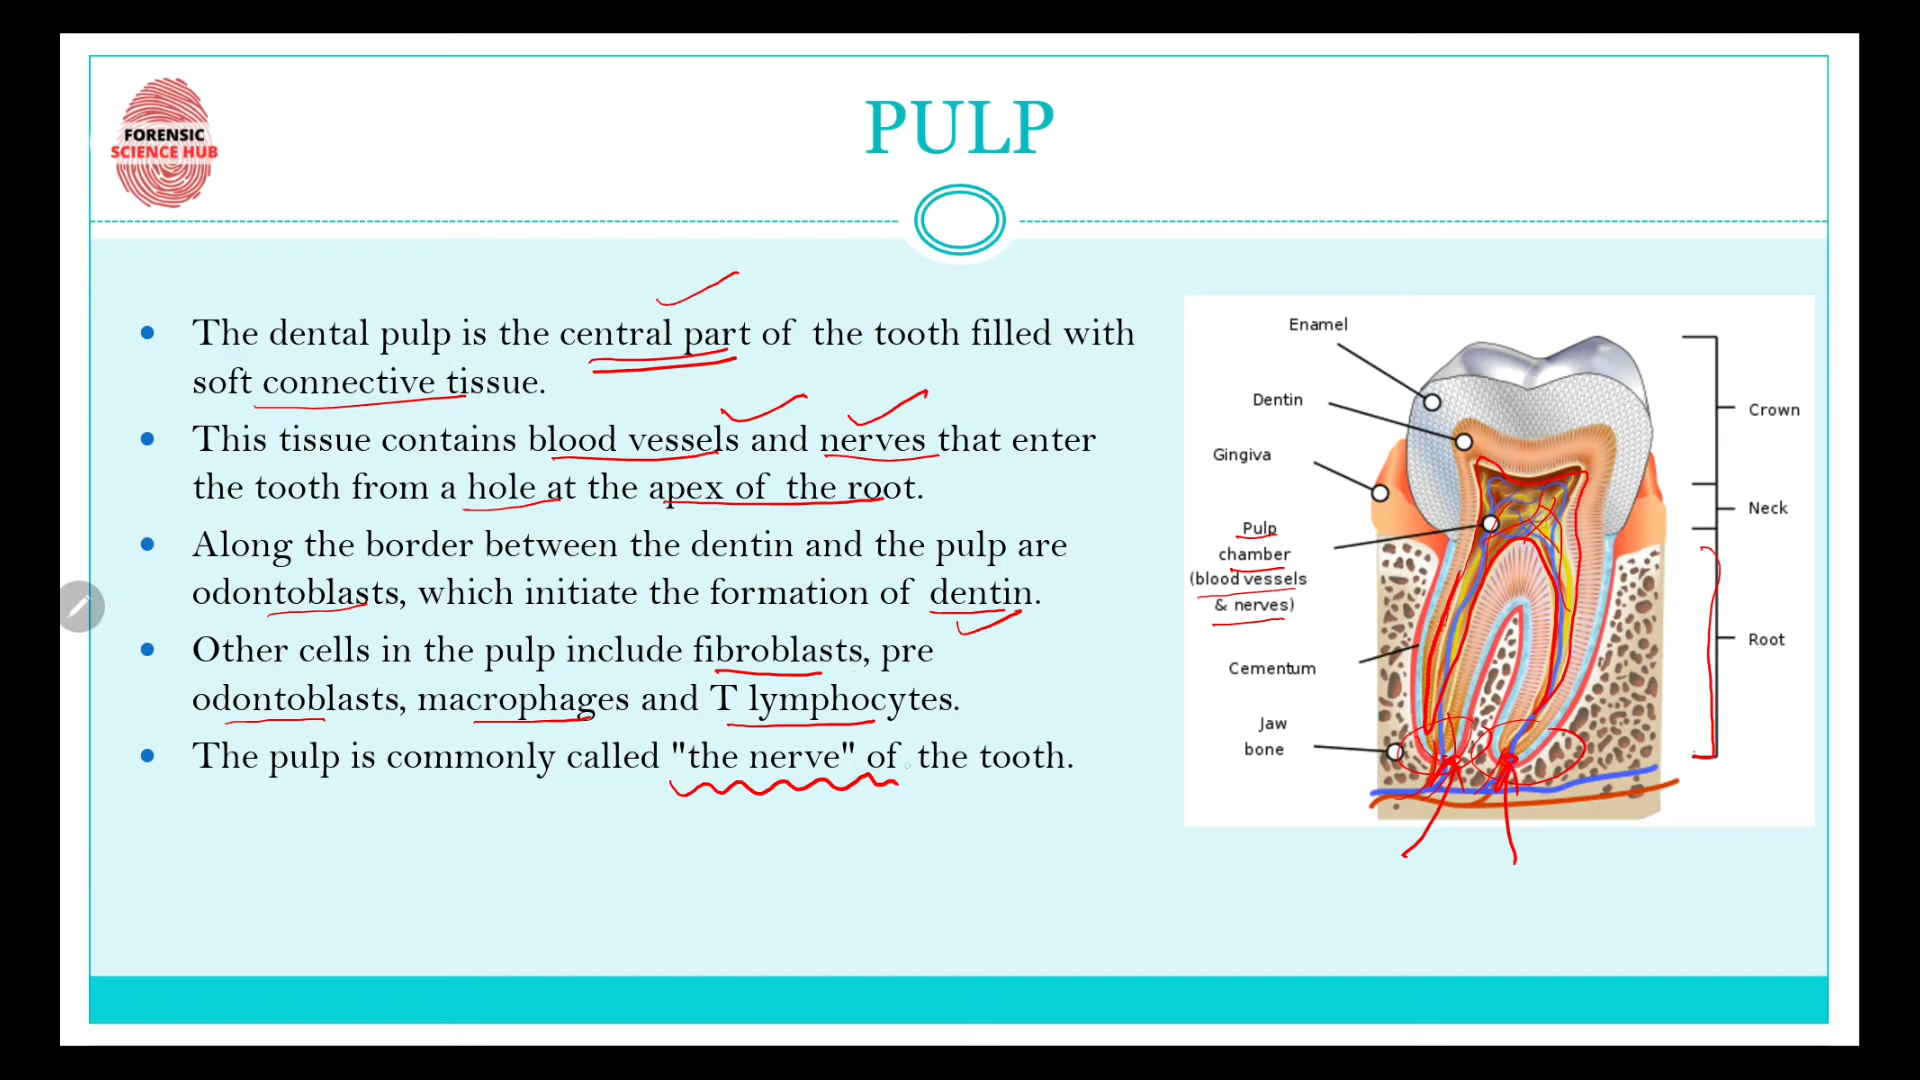 FORENSIC
SCIENCE HUB
PULP
The dental pulp is the central part of the tooth filled with
soft connective tissue.
This tissue contains blood vessels and nerves that enter
the tooth from a hole at the apex of the root.
Along the border between the dentin and the pulp are
odontoblasts, which initiate the formation of dentin.
Other cells in the pulp include fibroblasts, pre
odontoblasts, macrophages and T lymphocytes.
The pulp is commonly called "the nerve" of the tooth.
Enamel
Dentin
Gingiva
Pulp
chamber
(blood vessels
& nerves)
Cementum
Jaw
bone
Crown
Neck
Root